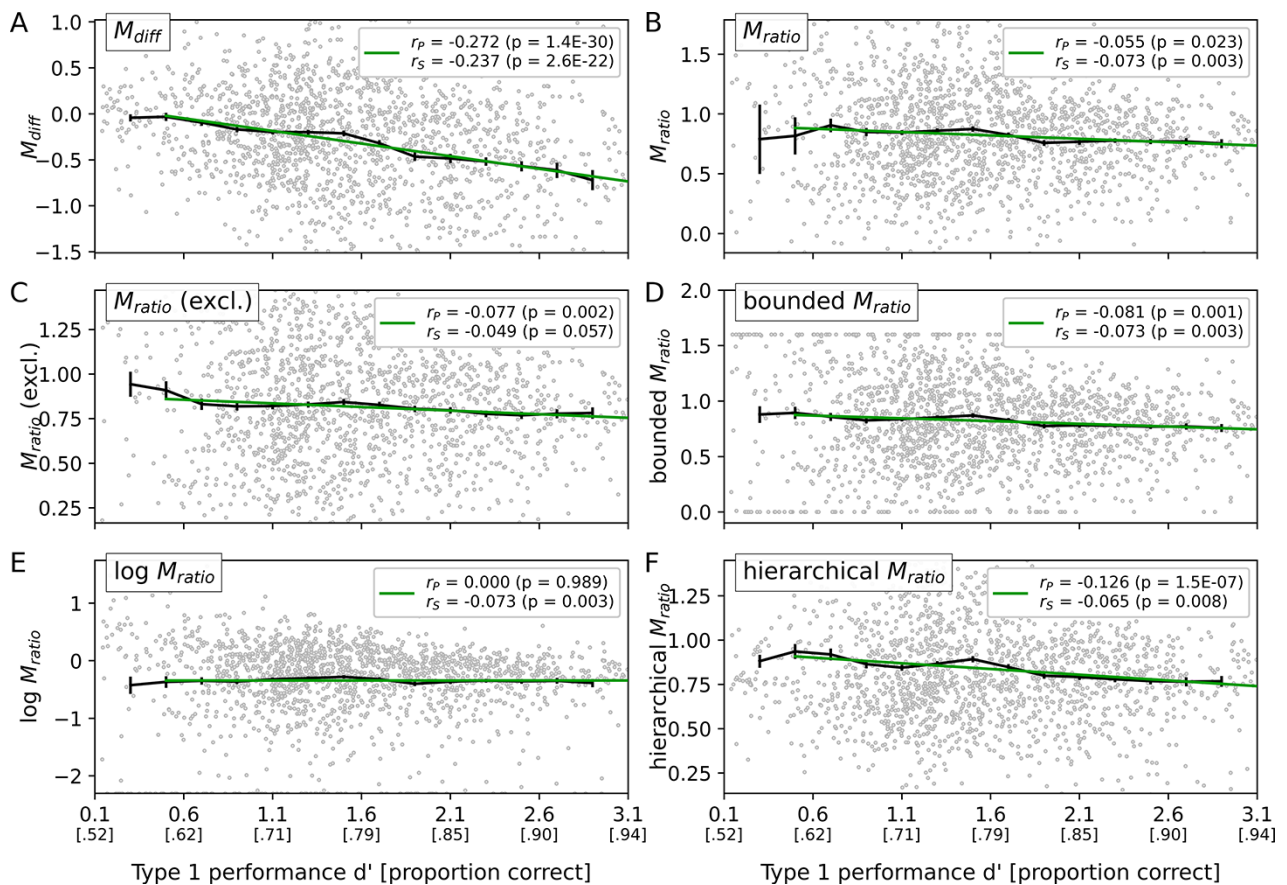 A
M_diff
r_P = -0.272 (p = 1.4E-30)
r_S = -0.237 (p = 2.6E-22)
M_diff
1.0
0.5
0.0
−0.5
−1.0
−1.5
B
M_ratio
r_P = -0.055 (p = 0.023)
r_S = -0.073 (p = 0.003)
M_ratio
1.5
1.0
0.5
0.0
C
M_ratio (excl.)
r_P = -0.077 (p = 0.002)
r_S = -0.049 (p = 0.057)
M_ratio (excl.)
1.25
1.00
0.75
0.50
0.25
D
bounded M_ratio
r_P = -0.081 (p = 0.001)
r_S = -0.073 (p = 0.003)
bounded M_ratio
2.0
1.5
1.0
0.5
0.0
E
log M_ratio
r_P = 0.000 (p = 0.989)
r_S = -0.073 (p = 0.003)
log M_ratio
1
0
−1
−2
0.1 0.6 1.1 1.6 2.1 2.6 3.1
[.52] [.62] [.71] [.79] [.85] [.90] [.94]
Type 1 performance d' [proportion correct]
F
hierarchical M_ratio
r_P = -0.126 (p = 1.5E-07)
r_S = -0.065 (p = 0.008)
hierarchical M_ratio
1.25
1.00
0.75
0.50
0.25
0.1 0.6 1.1 1.6 2.1 2.6 3.1
[.52] [.62] [.71] [.79] [.85] [.90] [.94]
Type 1 performance d' [proportion correct]